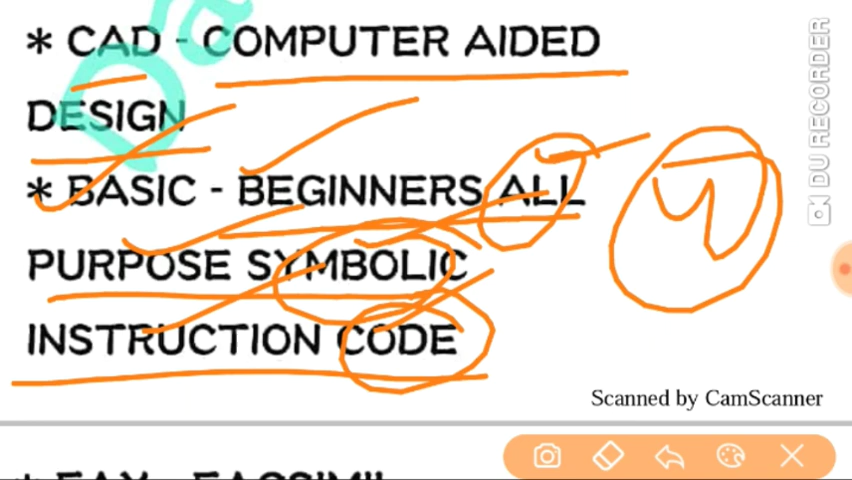 * CAD - COMPUTER AIDED
DESIGN
* BASIC - BEGINNERS ALL
PURPOSE SYMBOLIC
INSTRUCTION CODE
Scanned by CamScanner
DU RECORDER